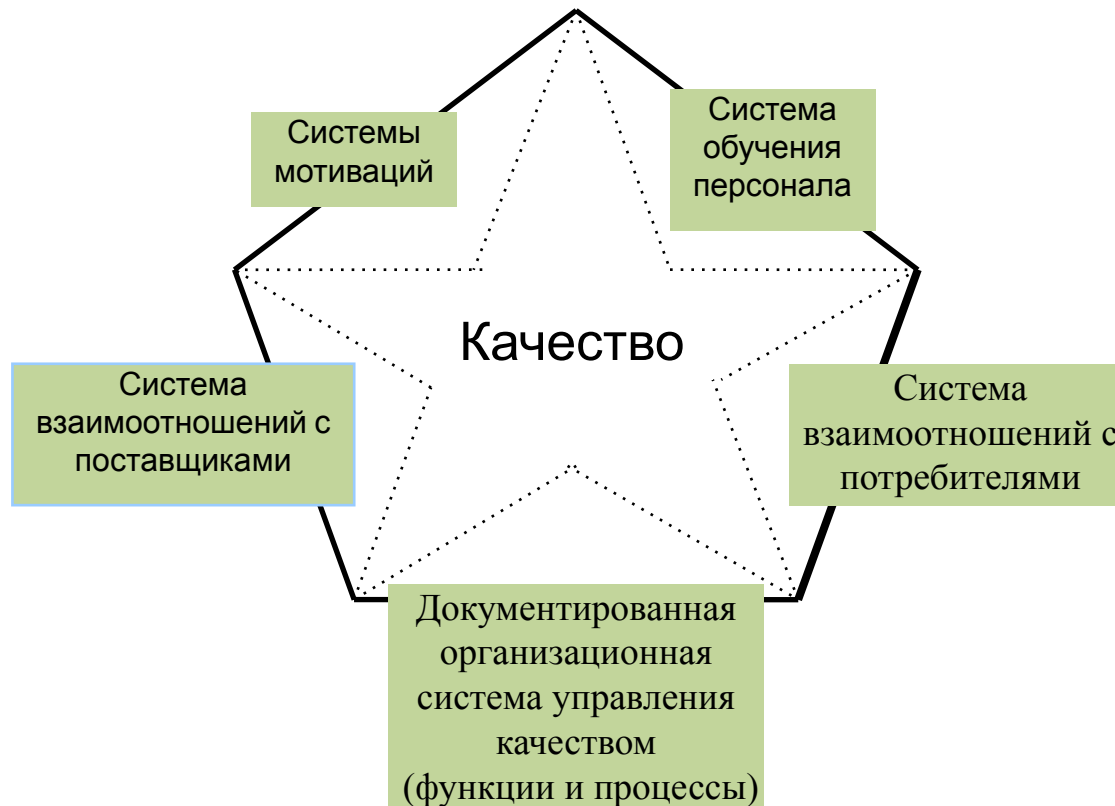 Системы
мотиваций
Система
обучения
персонала
Качество
Система
взаимоотношений с
поставщиками
Система
взаимоотношений с
потребителями
Документированная
организационная
система управления
качеством
(функции и процессы)